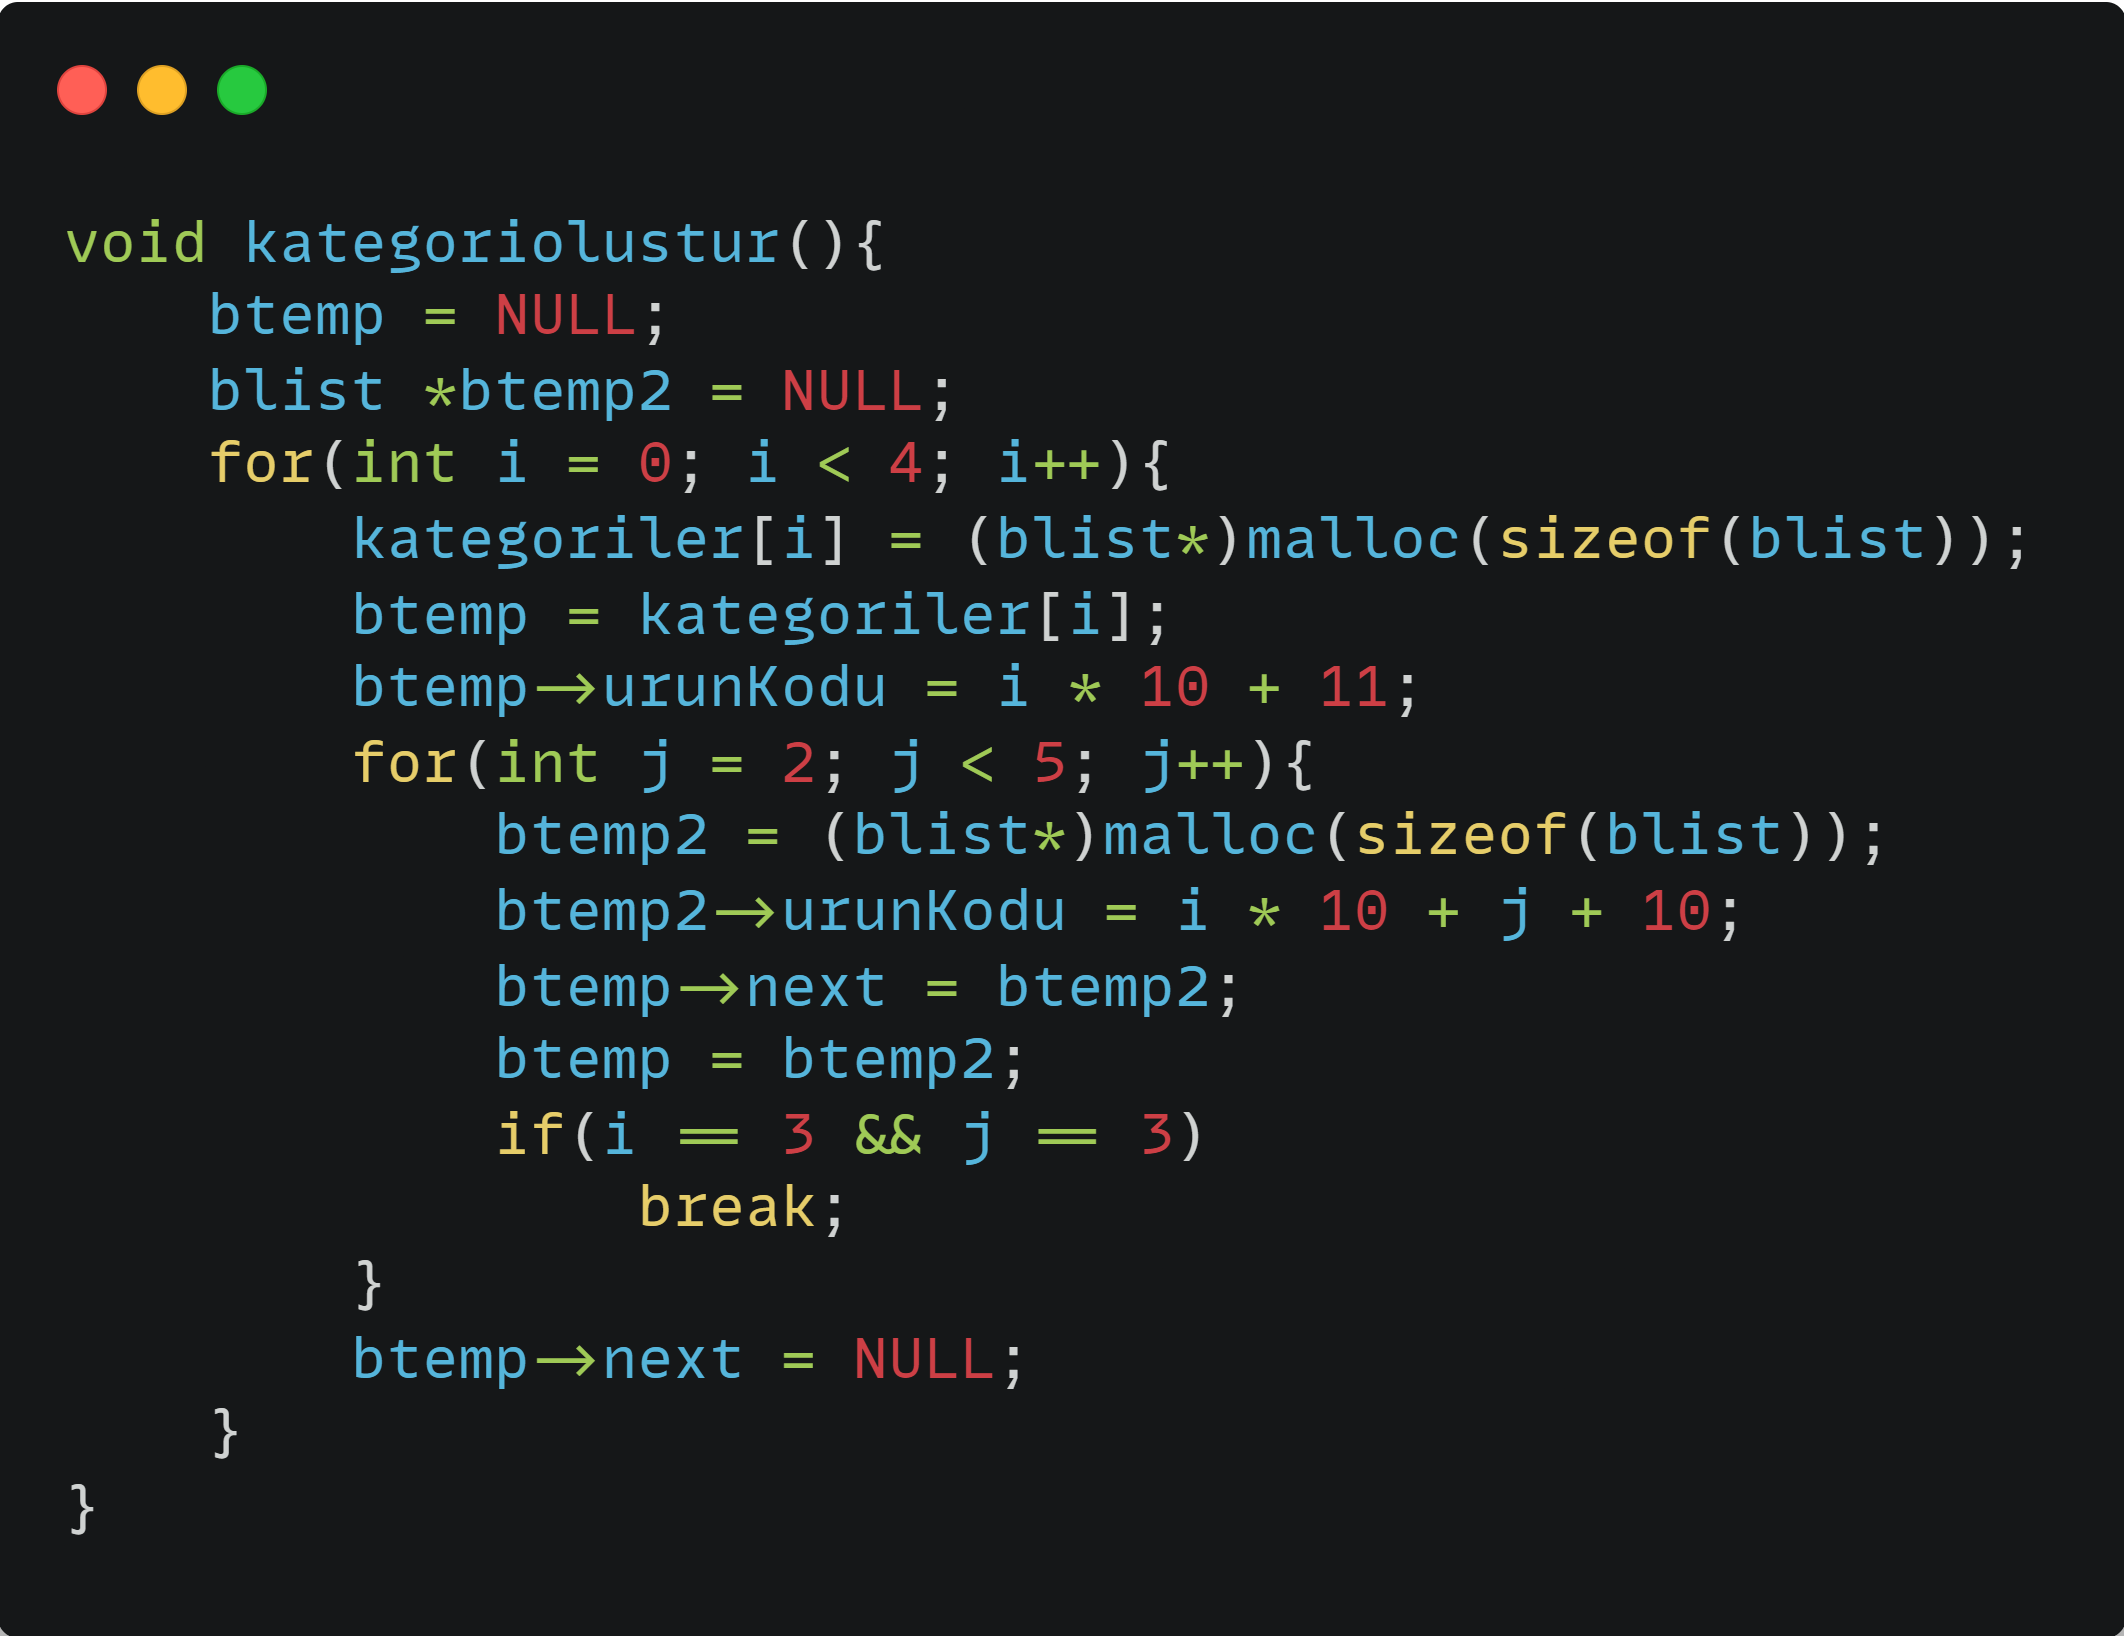 void kategoriolustur(){
    btemp = NULL;
    blist *btemp2 = NULL;
    for(int i = 0; i < 4; i++){
        kategoriler[i] = (blist*)malloc(sizeof(blist));
        btemp = kategoriler[i];
        btemp->urunKodu = i * 10 + 11;
        for(int j = 2; j < 5; j++){
            btemp2 = (blist*)malloc(sizeof(blist));
            btemp2->urunKodu = i * 10 + j + 10;
            btemp->next = btemp2;
            btemp = btemp2;
            if(i == 3 && j == 3)
                break;
        }
        btemp->next = NULL;
    }
}